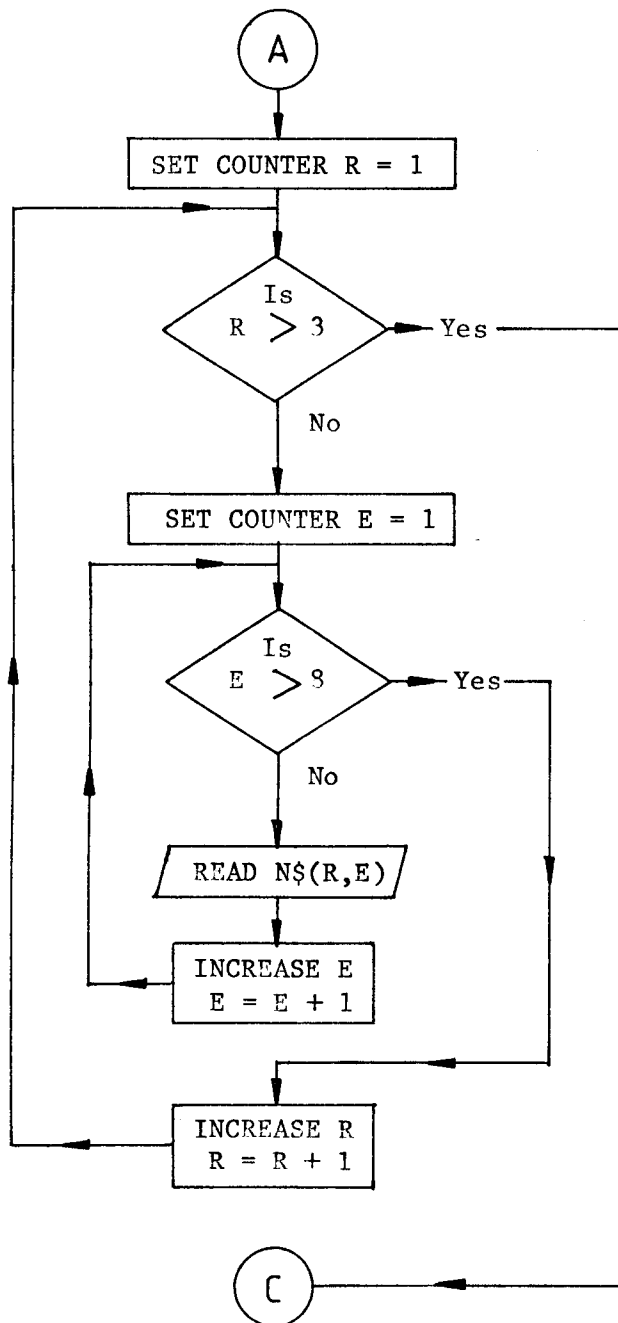 A
SET COUNTER R = 1
Is
R > 3
Yes
No
SET COUNTER E = 1
Is
E > 8
Yes
No
READ N$(R,E)
INCREASE E
E = E + 1
INCREASE R
R = R + 1
C